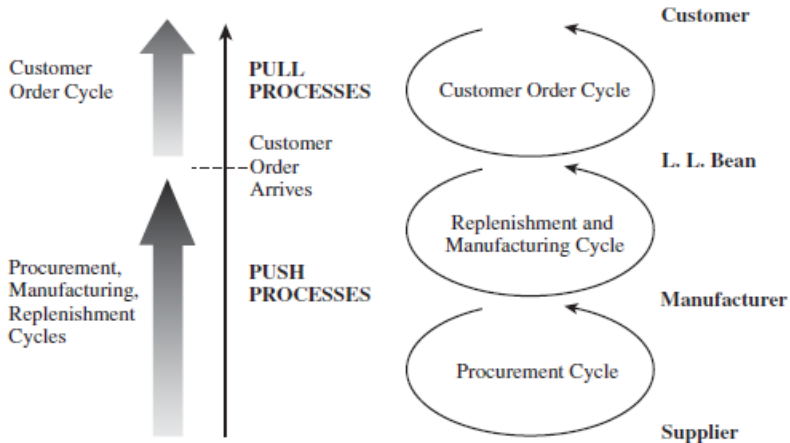 Customer
Order Cycle
PULL
PROCESSES
Customer
Order
Arrives
Procurement,
Manufacturing,
Replenishment
Cycles
PUSH
PROCESSES
Customer
Customer Order Cycle
L. L. Bean
Replenishment and
Manufacturing Cycle
Manufacturer
Procurement Cycle
Supplier